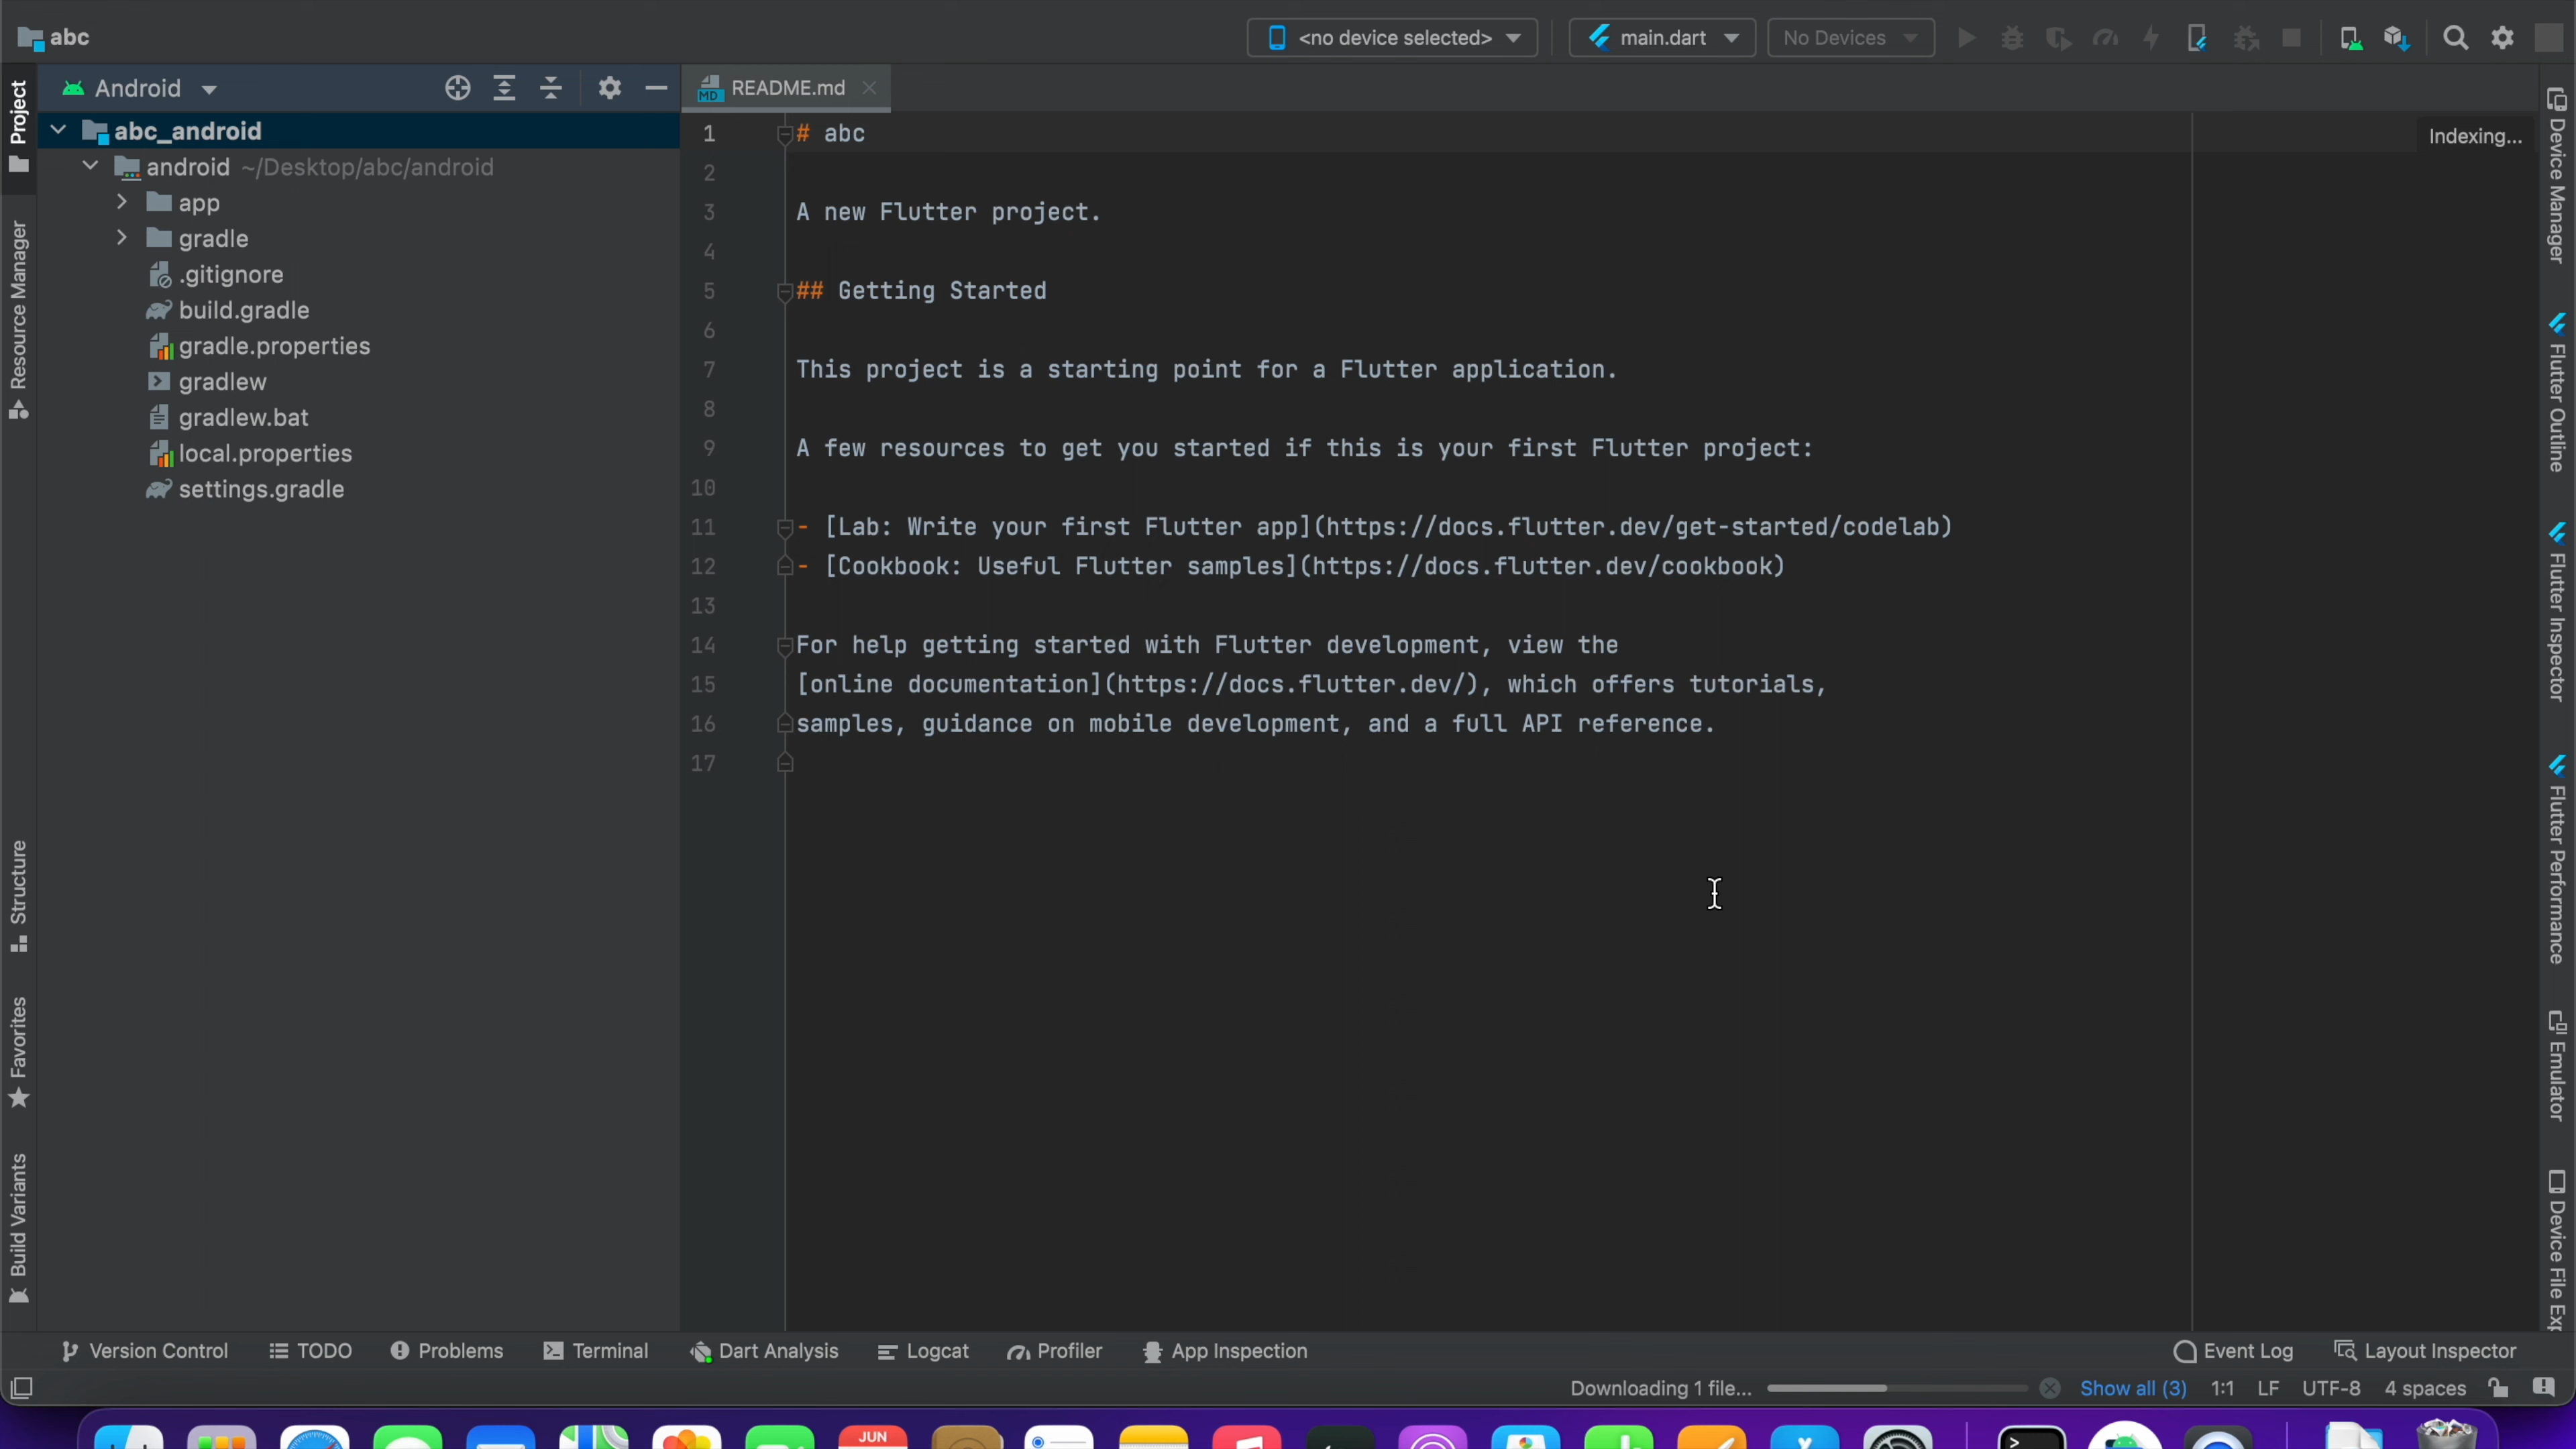 abc
<no device selected>
main.dart
No Devices
Project
Resource Manager
Structure
Favorites
Build Variants
Android
abc_android
android ~/Desktop/abc/android
app
gradle
.gitignore
build.gradle
gradle.properties
gradlew
gradlew.bat
local.properties
settings.gradle
MD README.md
Indexing...
1 # abc
2
3 A new Flutter project.
4
5 ## Getting Started
6
7 This project is a starting point for a Flutter application.
8
9 A few resources to get you started if this is your first Flutter project:
10
11 - [Lab: Write your first Flutter app](https://docs.flutter.dev/get-started/codelab)
12 - [Cookbook: Useful Flutter samples](https://docs.flutter.dev/cookbook)
13
14 For help getting started with Flutter development, view the
15 [online documentation](https://docs.flutter.dev/), which offers tutorials,
16 samples, guidance on mobile development, and a full API reference.
17
Device Manager
Flutter Outline
Flutter Inspector
Flutter Performance
Emulator
Device File Exp
Version Control
TODO
Problems
Terminal
Dart Analysis
Logcat
Profiler
App Inspection
Event Log
Layout Inspector
Downloading 1 file...
Show all (3)
1:1
LF
UTF-8
4 spaces
JUN